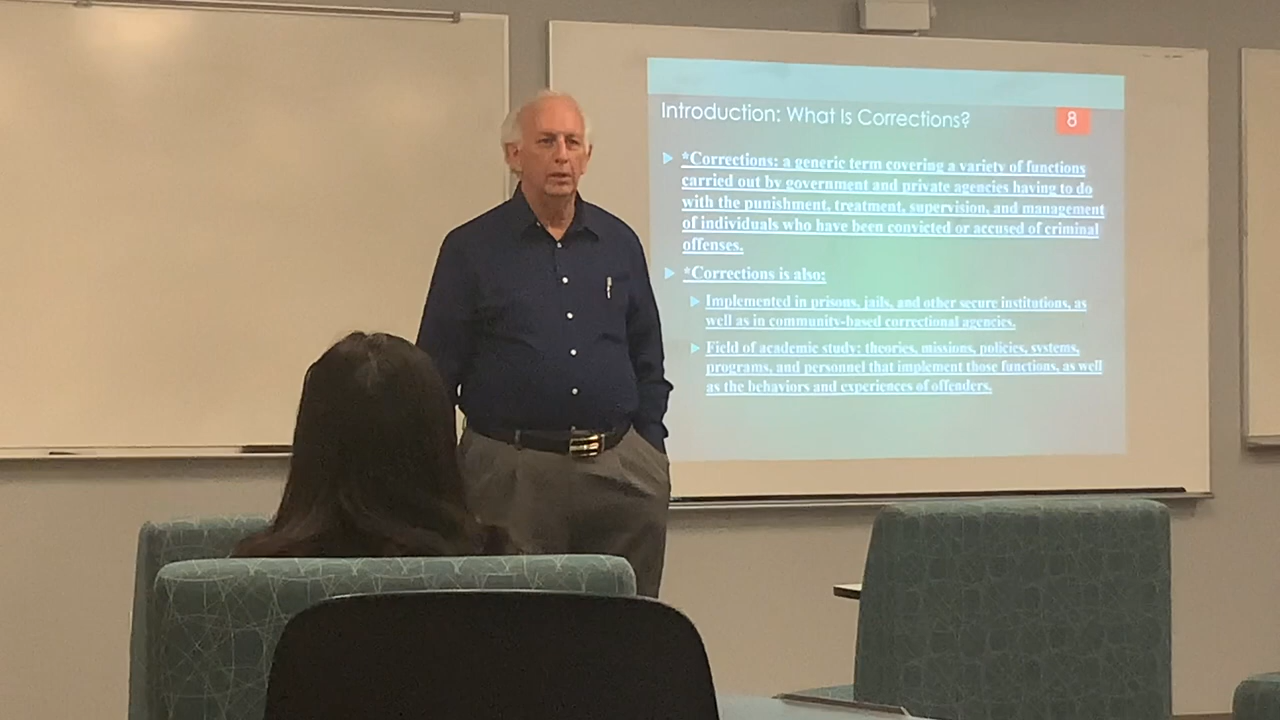 Introduction: What Is Corrections?
8
*Corrections: a generic term covering a variety of functions
carried out by government and private agencies having to do
with the punishment, treatment, supervision, and management
of individuals who have been convicted or accused of criminal
offenses.
*Corrections is also:
Implemented in prisons, jails, and other secure institutions, as
well as in community-based correctional agencies.
Field of academic study; theories, missions, policies, systems,
programs, and personnel that implement those functions, as well
as the behaviors and experiences of offenders.